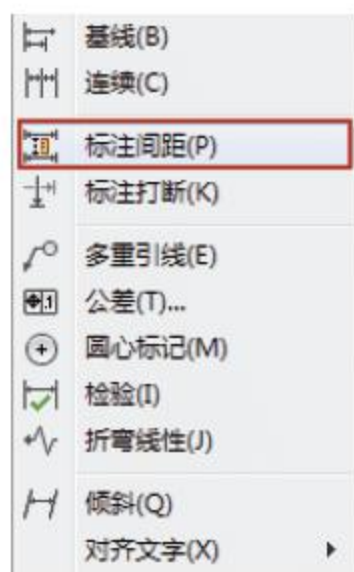 基线(B)
连续(C)
标注间距(P)
标注打断(K)
多重引线(E)
公差(T)...
圆心标记(M)
检验(I)
折弯线性(J)
倾斜(Q)
对齐文字(X)